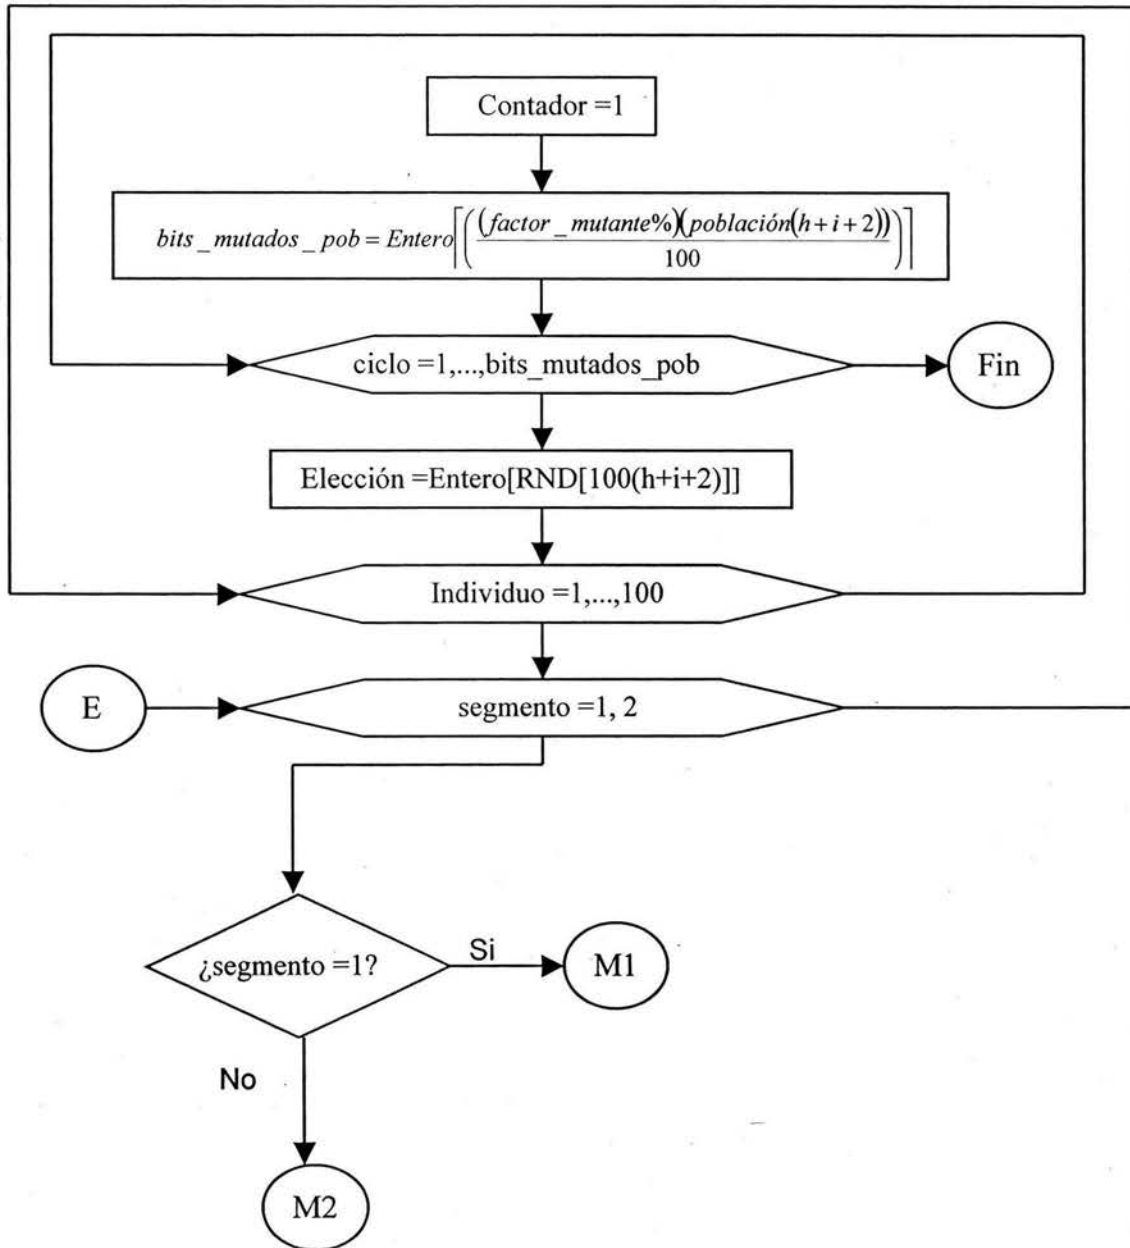 Contador =1
bits_mutados_pob = Entero⌈((factor_mutante%)(población(h+i+2))/100)⌉
ciclo =1,...,bits_mutados_pob
Fin
Elección =Entero[RND[100(h+i+2)]]
Individuo =1,...,100
E
segmento =1, 2
¿segmento =1?
Si
M1
No
M2